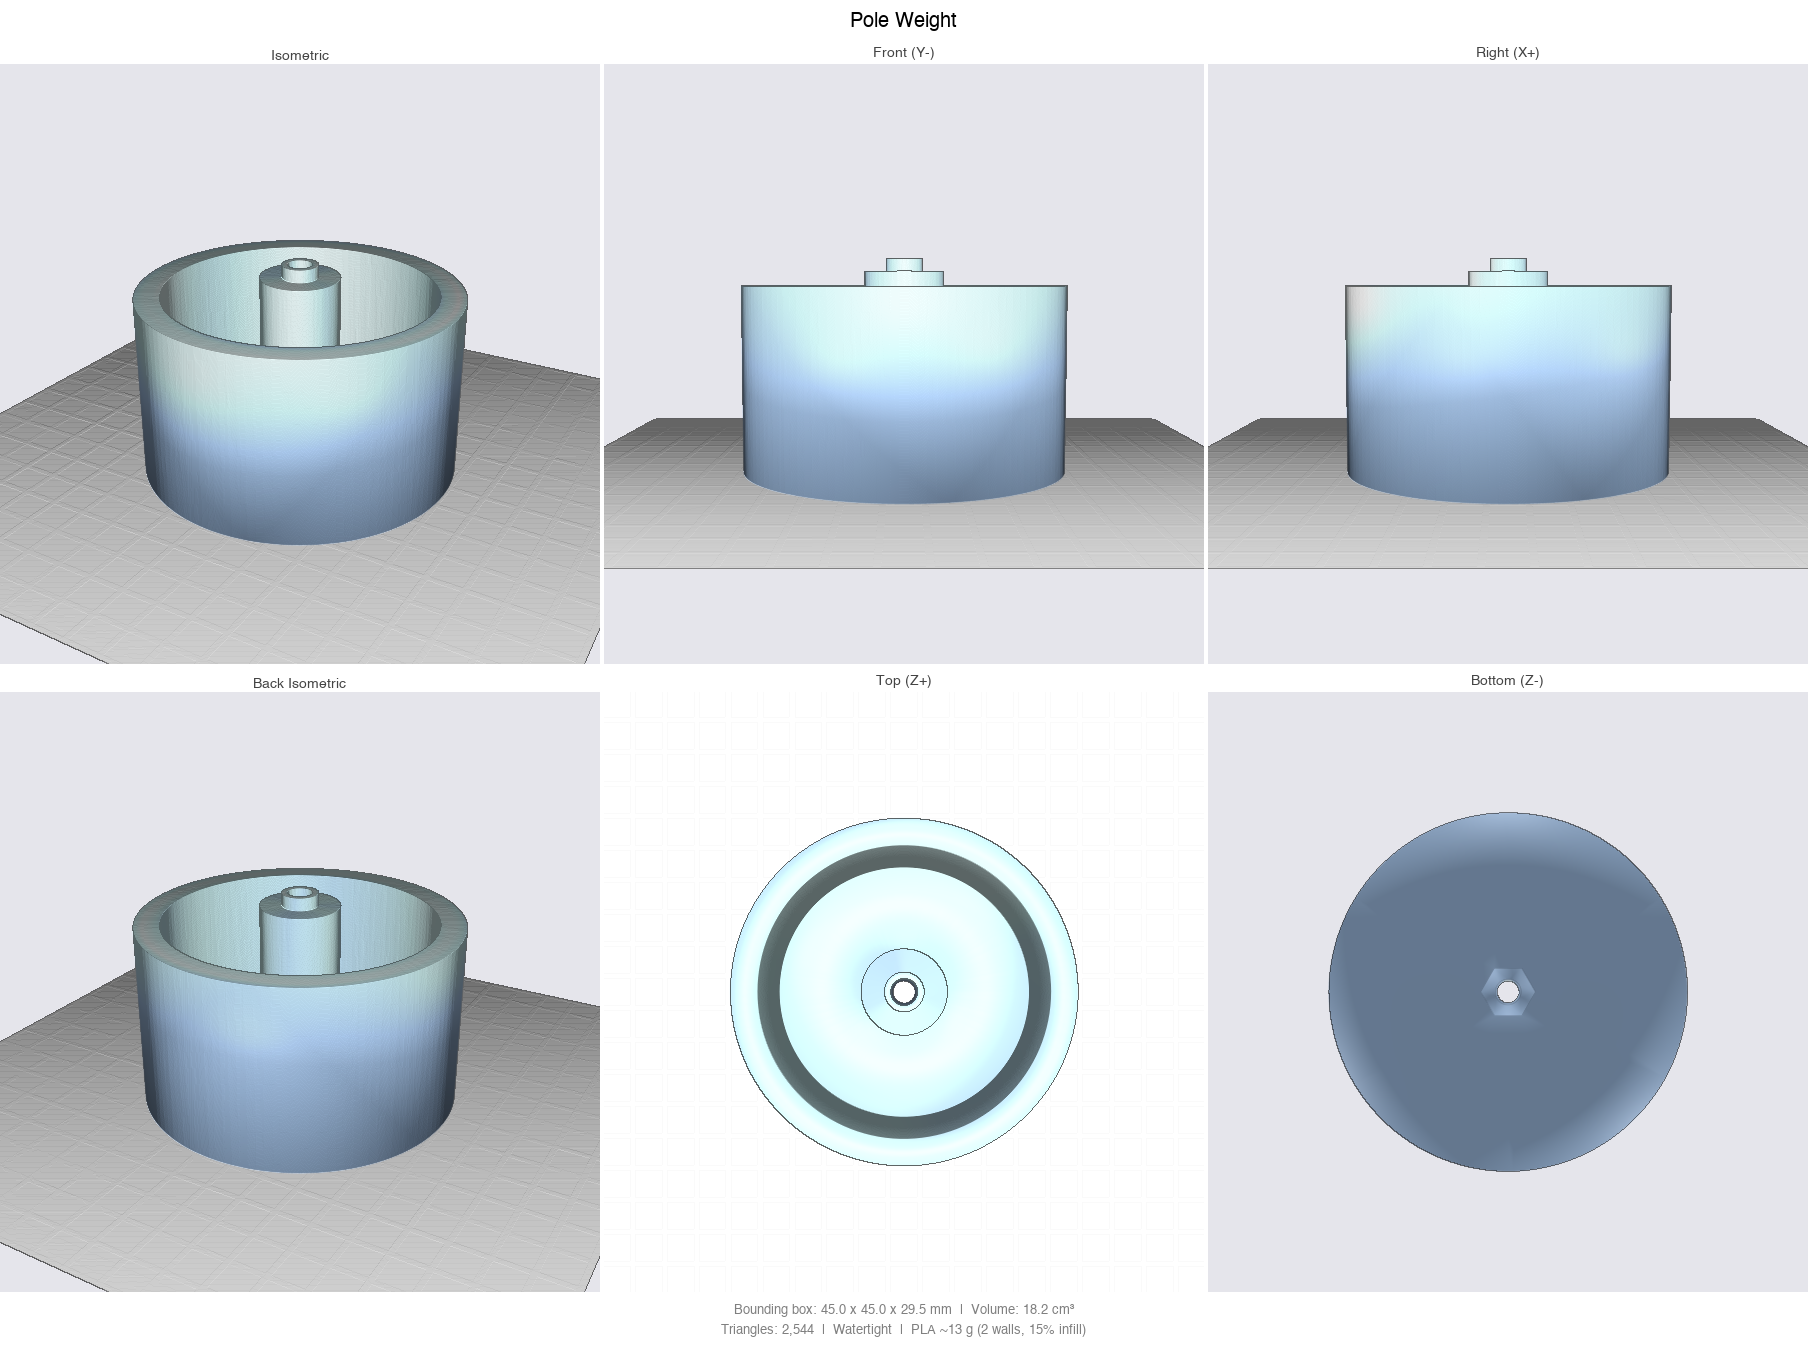 Pole Weight
Isometric
Front (Y-)
Right (X+)
Back Isometric
Top (Z+)
Bottom (Z-)
Bounding box: 45.0 x 45.0 x 29.5 mm | Volume: 18.2 cm³
Triangles: 2,544 | Watertight | PLA ~13 g (2 walls, 15% infill)